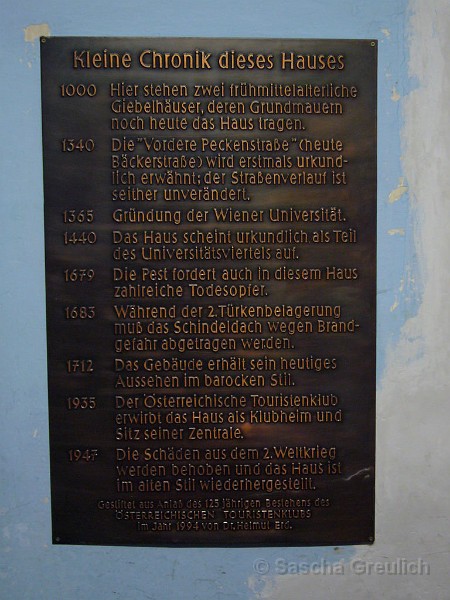 Kleine Chronik dieses Hauses
1000 Hier stehen zwei frühmittelalterliche
Giebelhäuser, deren Grundmauern
noch heute das Haus tragen.
1340 Die "Vordere Peckenstraße" (heute
Bäckerstraße) wird erstmals urkund-
lich erwähnt; der Straßenverlauf ist
seither unverändert.
1365 Gründung der Wiener Universität.
1440 Das Haus scheint urkundlich als Teil
des Universitätsviertels auf.
1679 Die Pest fordert auch in diesem Haus
zahlreiche Todesopfer.
1683 Während der 2. Türkenbelagerung
muß das Schindeldach wegen Brand-
gefahr abgetragen werden.
1712 Das Gebäude erhält sein heutiges
Aussehen im barocken Stil.
1935 Der Österreichische Touristenklub
erwirbt das Haus als Klubheim und
Sitz seiner Zentrale.
1947 Die Schäden aus dem 2. Weltkrieg
werden behoben und das Haus ist
im alten Stil wiederhergestellt.
Gestiftet aus Anlaß des 125 jährigen Bestehens des
ÖSTERREICHISCHEN TOURISTENKLUBS
im Jahr 1994 von Dr. Helmut Erd.
© Sascha Greulich